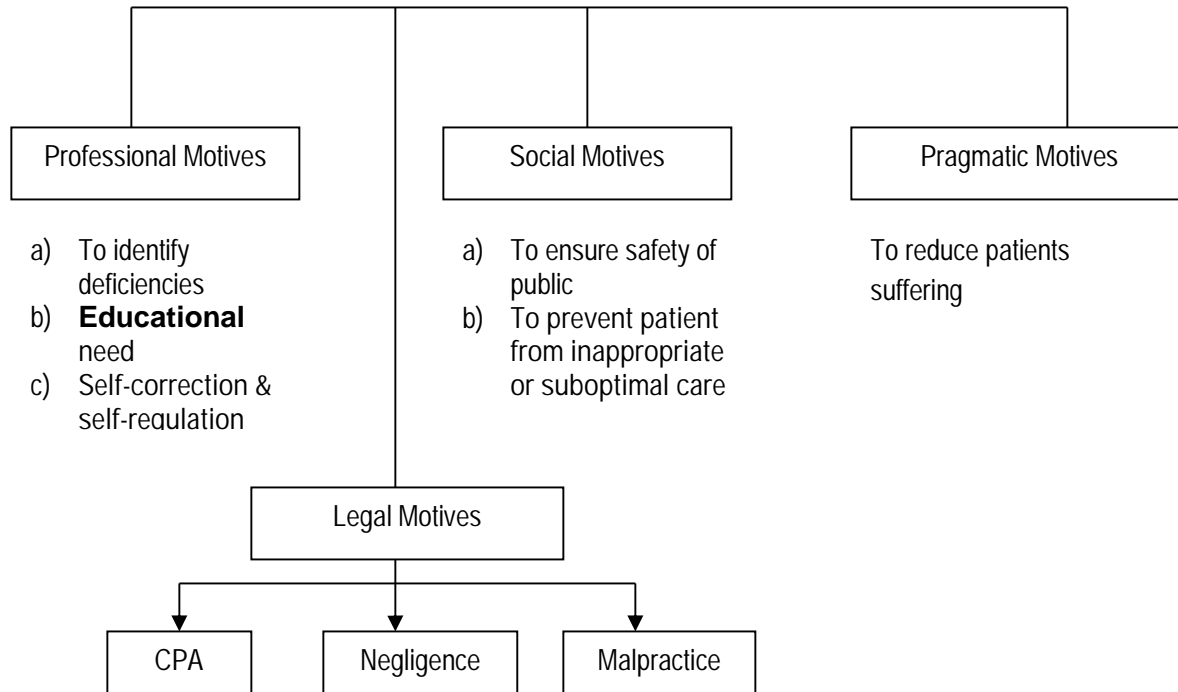 Professional Motives
Social Motives
Pragmatic Motives
a) To identify
deficiencies
b) Educational
need
c) Self-correction &
self-regulation
a) To ensure safety of
public
b) To prevent patient
from inappropriate
or suboptimal care
To reduce patients
suffering
Legal Motives
CPA
Negligence
Malpractice